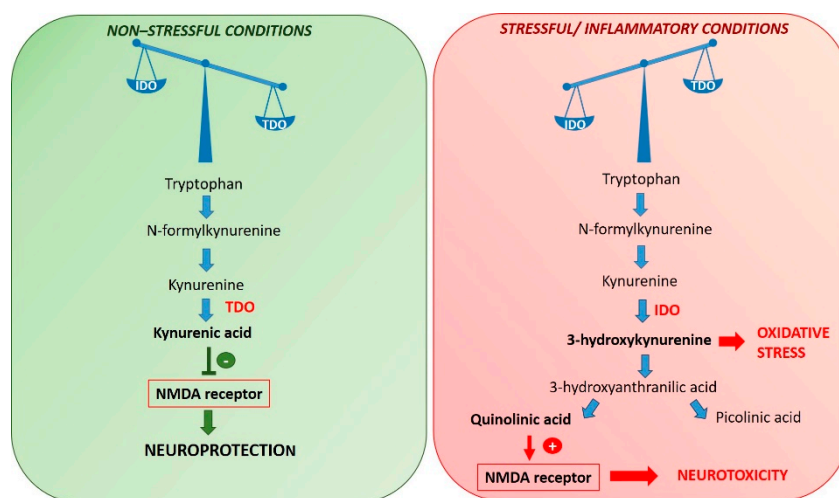 NON–STRESSFUL CONDITIONS
IDO
TDO
Tryptophan
N-formylkynurenine
Kynurenine
TDO
Kynurenic acid
-
NMDA receptor
NEUROPROTECTION
STRESSFUL/ INFLAMMATORY CONDITIONS
TDO
IDO
Tryptophan
N-formylkynurenine
Kynurenine
IDO
3-hydroxykynurenine
OXIDATIVE
STRESS
3-hydroxyanthranilic acid
Quinolinic acid
Picolinic acid
+
NMDA receptor
NEUROTOXICITY